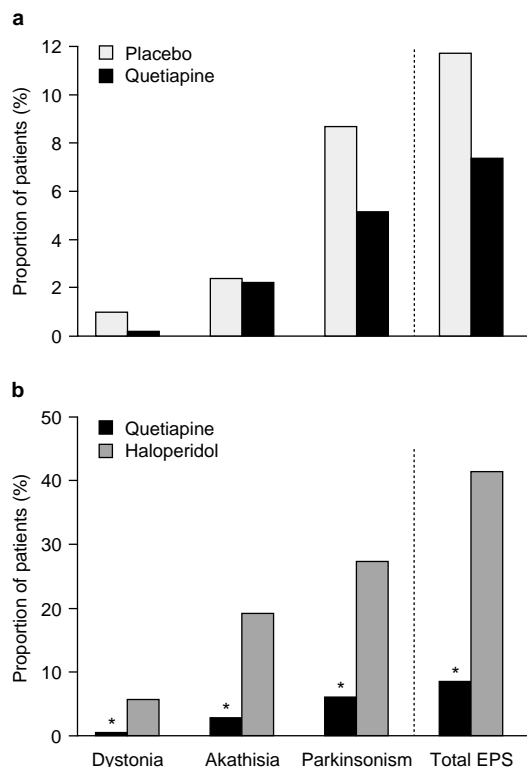 a
Placebo
Quetiapine
Proportion of patients (%)
12
10
8
6
4
2
0
b
Quetiapine
Haloperidol
Proportion of patients (%)
50
40
30
20
10
0
*
*
*
*
Dystonia Akathisia Parkinsonism Total EPS